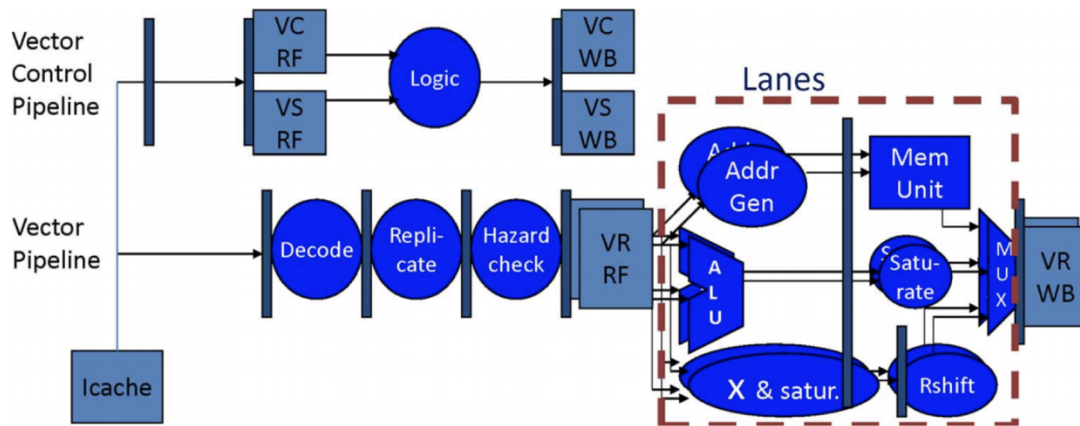 Vector
Control
Pipeline
VC
RF
VS
RF
Logic
VC
WB
VS
WB
Lanes
Addr
Gen
Mem
Unit
Vector
Pipeline
Decode
Repli-
cate
Hazard
check
VR
RF
A
L
U
S
Satu-
rate
M
U
X
VR
WB
Icache
X & satur.
Rshift